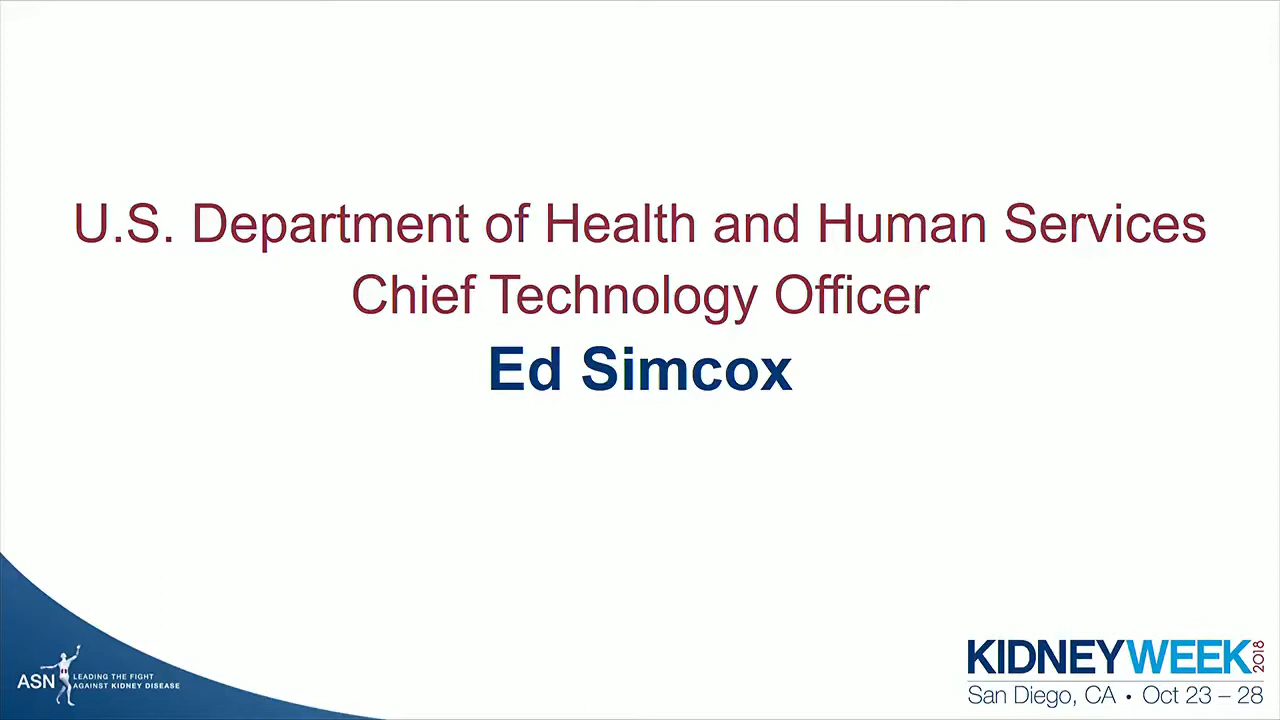 U.S. Department of Health and Human Services
Chief Technology Officer
Ed Simcox
ASN
LEADING THE FIGHT
AGAINST KIDNEY DISEASE
KIDNEYWEEK 2018
San Diego, CA • Oct 23 – 28